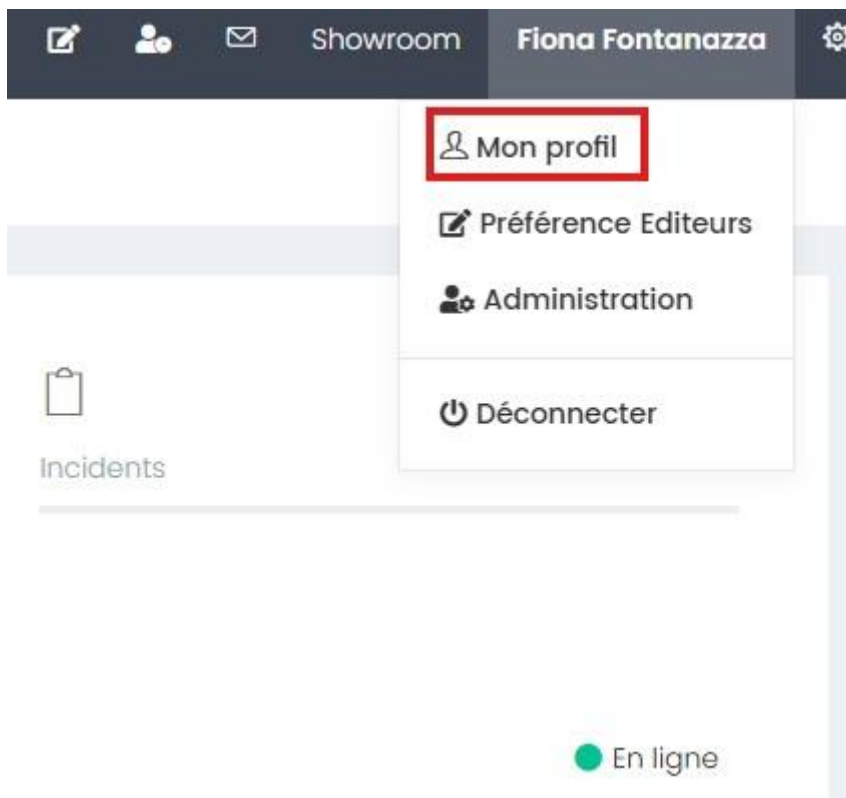 Showroom Fiona Fontanazza
Mon profil
Préférence Editeurs
Administration
Déconnecter
Incidents
En ligne